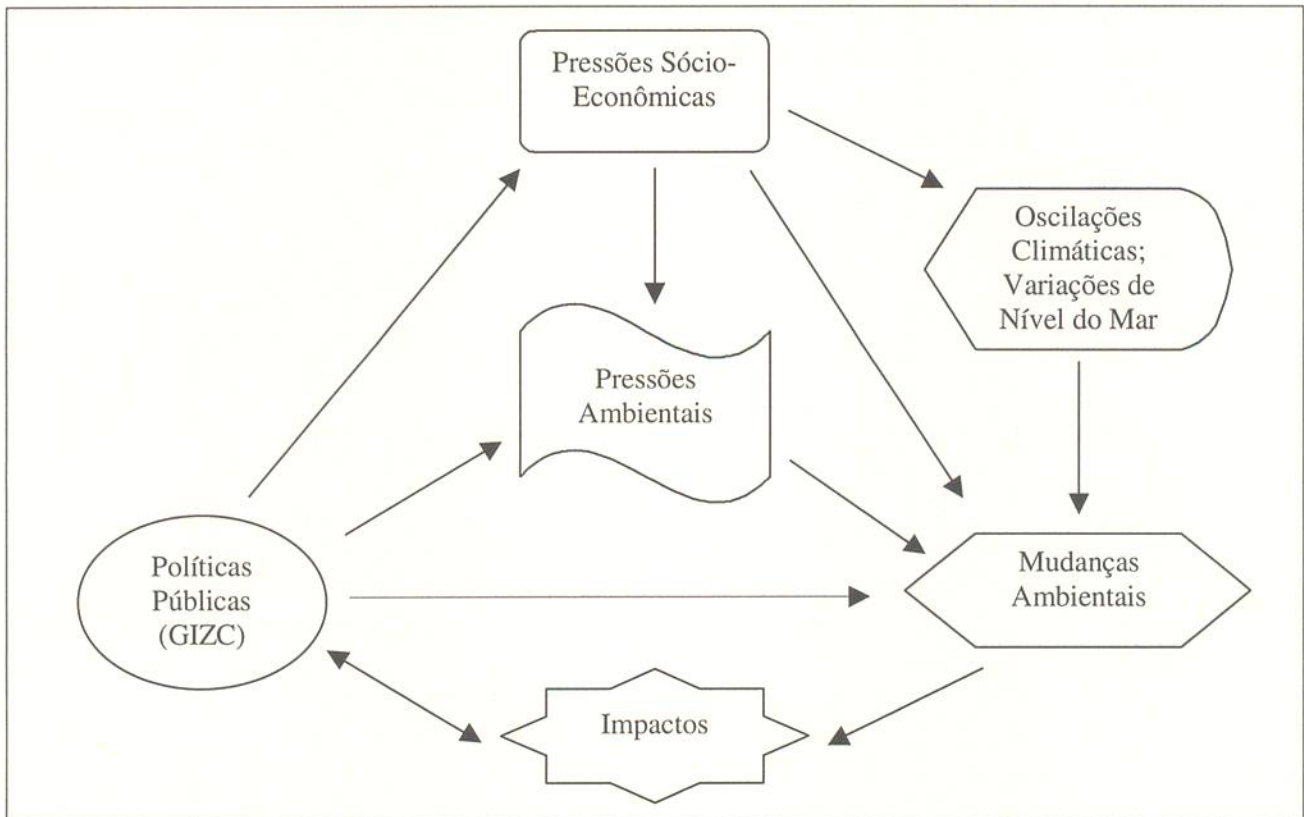 Pressões Sócio-
Econômicas
Oscilações
Climáticas;
Variações de
Nível do Mar
Pressões
Ambientais
Políticas
Públicas
(GIZC)
Mudanças
Ambientais
Impactos